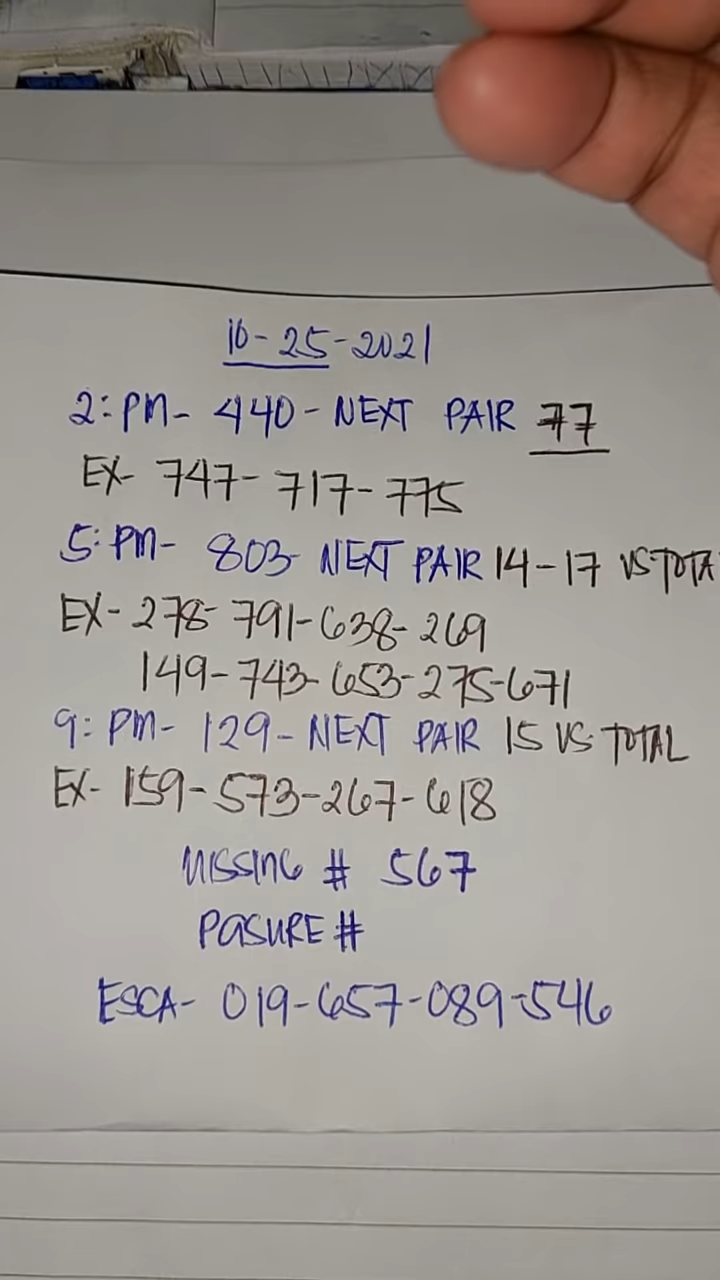 10-25-2021
2:PM- 440- NEXT PAIR 77
EX- 747- 717- 775
5:PM- 803- NEXT PAIR 14-17 VS TOTA
EX- 278- 791-638-269
149-743-653-275-671
9:PM- 129- NEXT PAIR 15 VS TOTAL
EX- 159-573-267-618
MISSING # 567
PASURE#
ESCA- 019-657-089-546